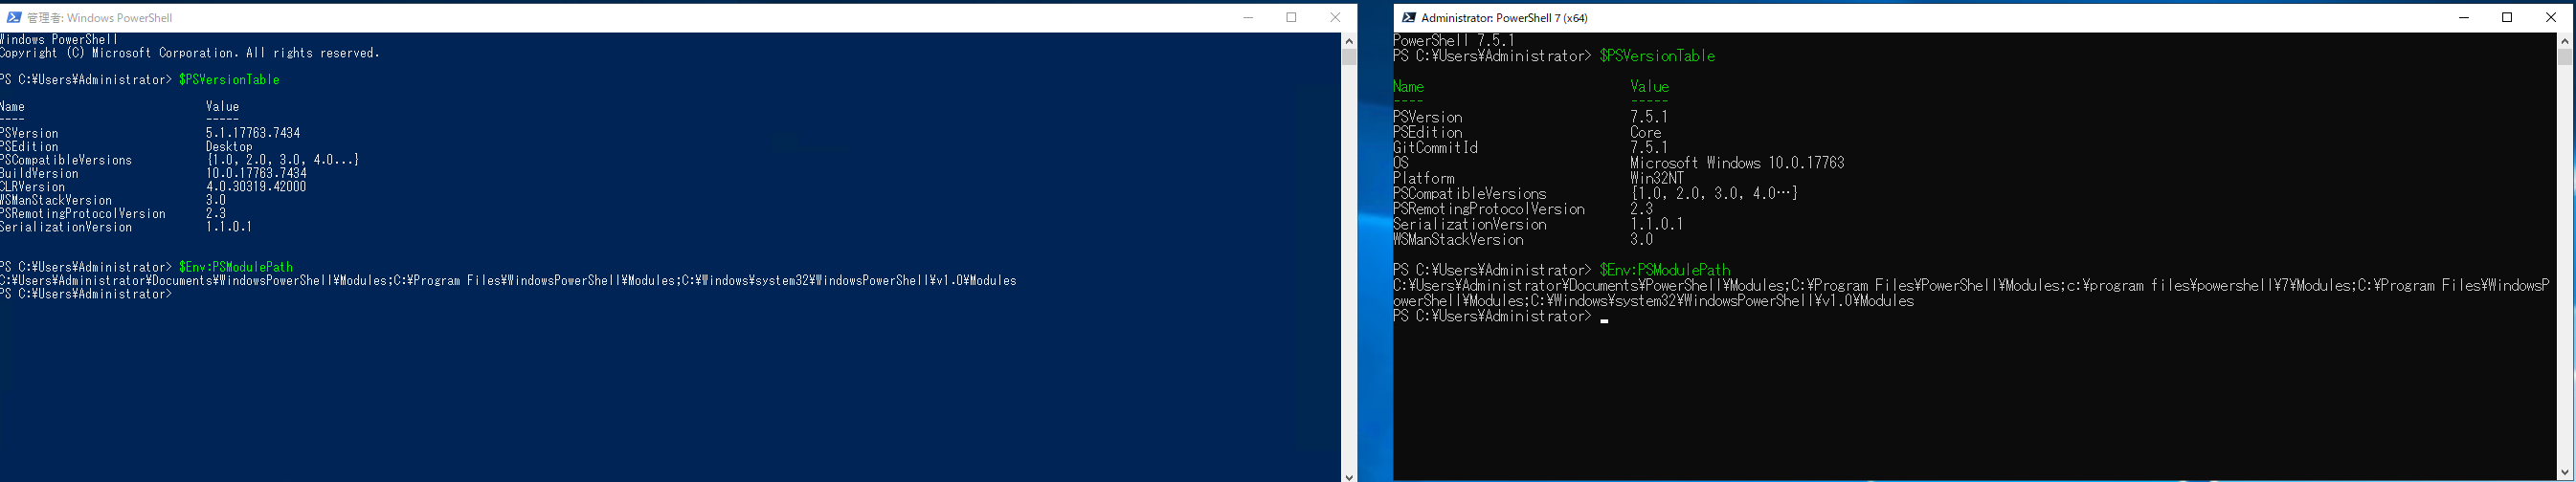 管理者: Windows PowerShell
Windows PowerShell
Copyright (C) Microsoft Corporation. All rights reserved.
PS C:¥Users¥Administrator> $PSVersionTable
Name Value
---- -----
PSVersion 5.1.17763.7434
PSEdition Desktop
PSCompatibleVersions {1.0, 2.0, 3.0, 4.0...}
BuildVersion 10.0.17763.7434
CLRVersion 4.0.30319.42000
WSManStackVersion 3.0
PSRemotingProtocolVersion 2.3
SerializationVersion 1.1.0.1
PS C:¥Users¥Administrator> $Env:PSModulePath
C:¥Users¥Administrator¥Documents¥WindowsPowerShell¥Modules;C:¥Program Files¥WindowsPowerShell¥Modules;C:¥Windows¥system32¥WindowsPowerShell¥v1.0¥Modules
PS C:¥Users¥Administrator>
Administrator: PowerShell 7 (x64)
PowerShell 7.5.1
PS C:¥Users¥Administrator> $PSVersionTable
Name Value
---- -----
PSVersion 7.5.1
PSEdition Core
GitCommitId 7.5.1
OS Microsoft Windows 10.0.17763
Platform Win32NT
PSCompatibleVersions {1.0, 2.0, 3.0, 4.0…}
PSRemotingProtocolVersion 2.3
SerializationVersion 1.1.0.1
WSManStackVersion 3.0
PS C:¥Users¥Administrator> $Env:PSModulePath
C:¥Users¥Administrator¥Documents¥PowerShell¥Modules;C:¥Program Files¥PowerShell¥Modules;c:¥program files¥powershell¥7¥Modules;C:¥Program Files¥WindowsP
owerShell¥Modules;C:¥Windows¥system32¥WindowsPowerShell¥v1.0¥Modules
PS C:¥Users¥Administrator>